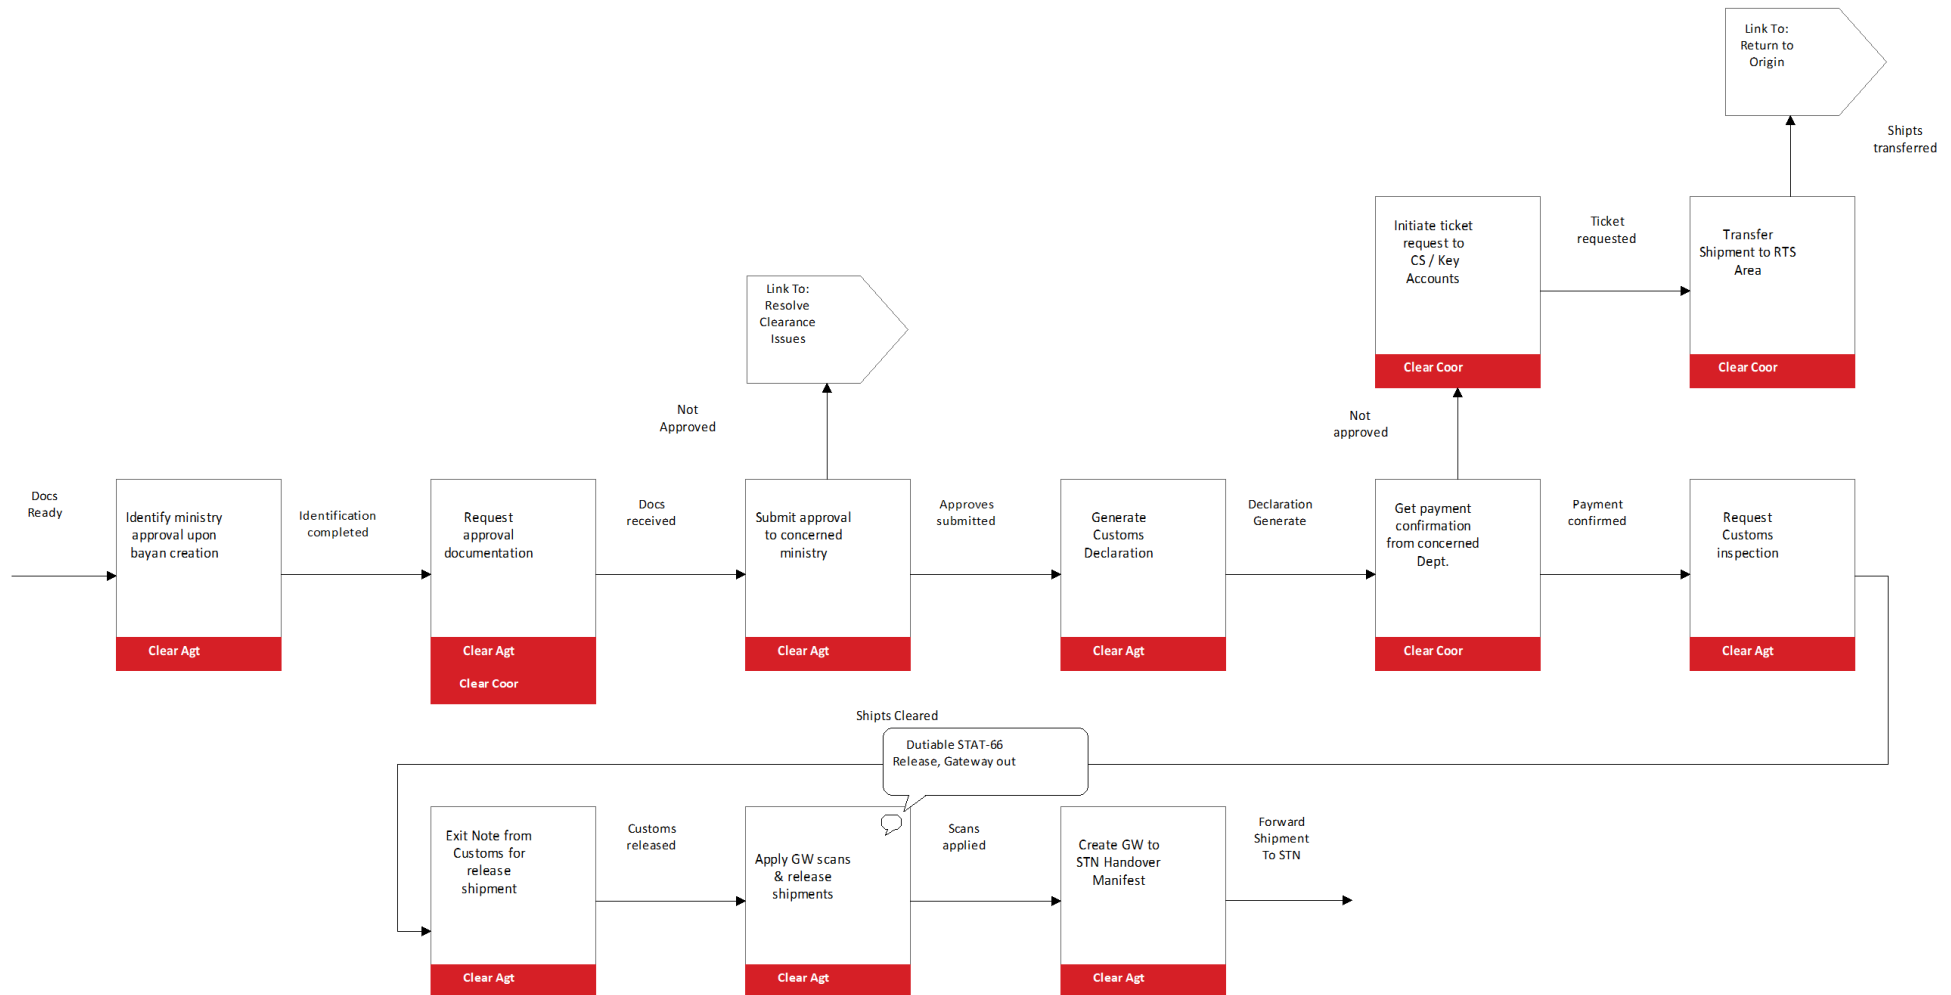 Link To:
Return to
Origin
Shipts
transferred
Initiate ticket
request to
CS / Key
Accounts
Clear Coor
Ticket
requested
Transfer
Shipment to RTS
Area
Clear Coor
Link To:
Resolve
Clearance
Issues
Not
Approved
Not
approved
Docs
Ready
Identify ministry
approval upon
bayan creation
Clear Agt
Identification
completed
Request
approval
documentation
Clear Agt
Clear Coor
Docs
received
Submit approval
to concerned
ministry
Clear Agt
Approves
submitted
Generate
Customs
Declaration
Clear Agt
Declaration
Generate
Get payment
confirmation
from concerned
Dept.
Clear Coor
Payment
confirmed
Request
Customs
inspection
Clear Agt
Shipts Cleared
Dutiable STAT-66
Release, Gateway out
Exit Note from
Customs for
release
shipment
Clear Agt
Customs
released
Apply GW scans
& release
shipments
Clear Agt
Scans
applied
Create GW to
STN Handover
Manifest
Clear Agt
Forward
Shipment
To STN